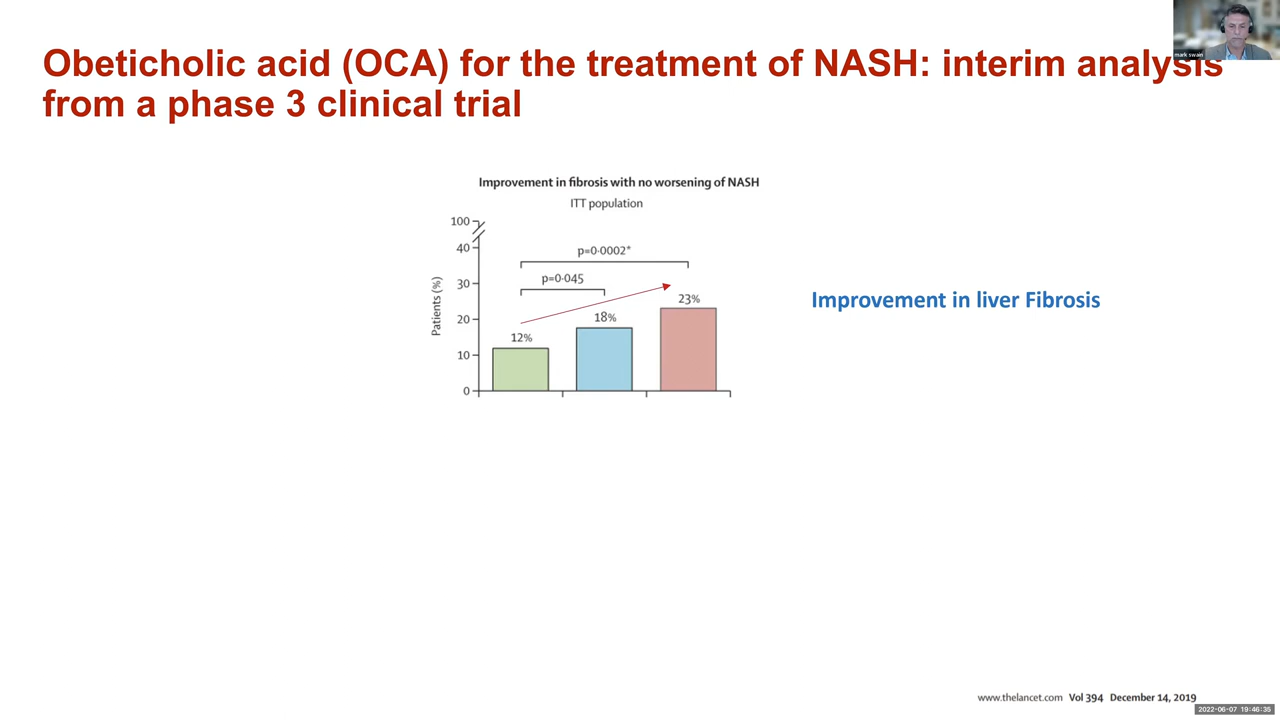 mark swain
Obeticholic acid (OCA) for the treatment of NASH: interim analysis
from a phase 3 clinical trial
Improvement in fibrosis with no worsening of NASH
ITT population
100
40
30
20
10
0
Patients (%)
p=0·0002*
p=0·045
12%
18%
23%
Improvement in liver Fibrosis
www.thelancet.com Vol 394 December 14, 2019
2022-06-07 19:46:35